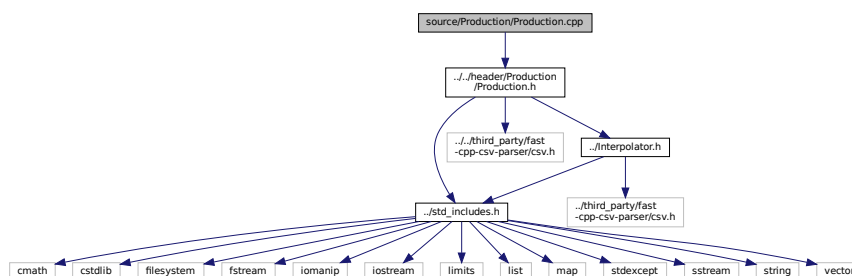 source/Production/Production.cpp
../../header/Production
/Production.h
../../third_party/fast
-cpp-csv-parser/csv.h
../Interpolator.h
../third_party/fast
-cpp-csv-parser/csv.h
../std_includes.h
cmath
cstdlib
filesystem
fstream
iomanip
iostream
limits
list
map
stdexcept
sstream
string